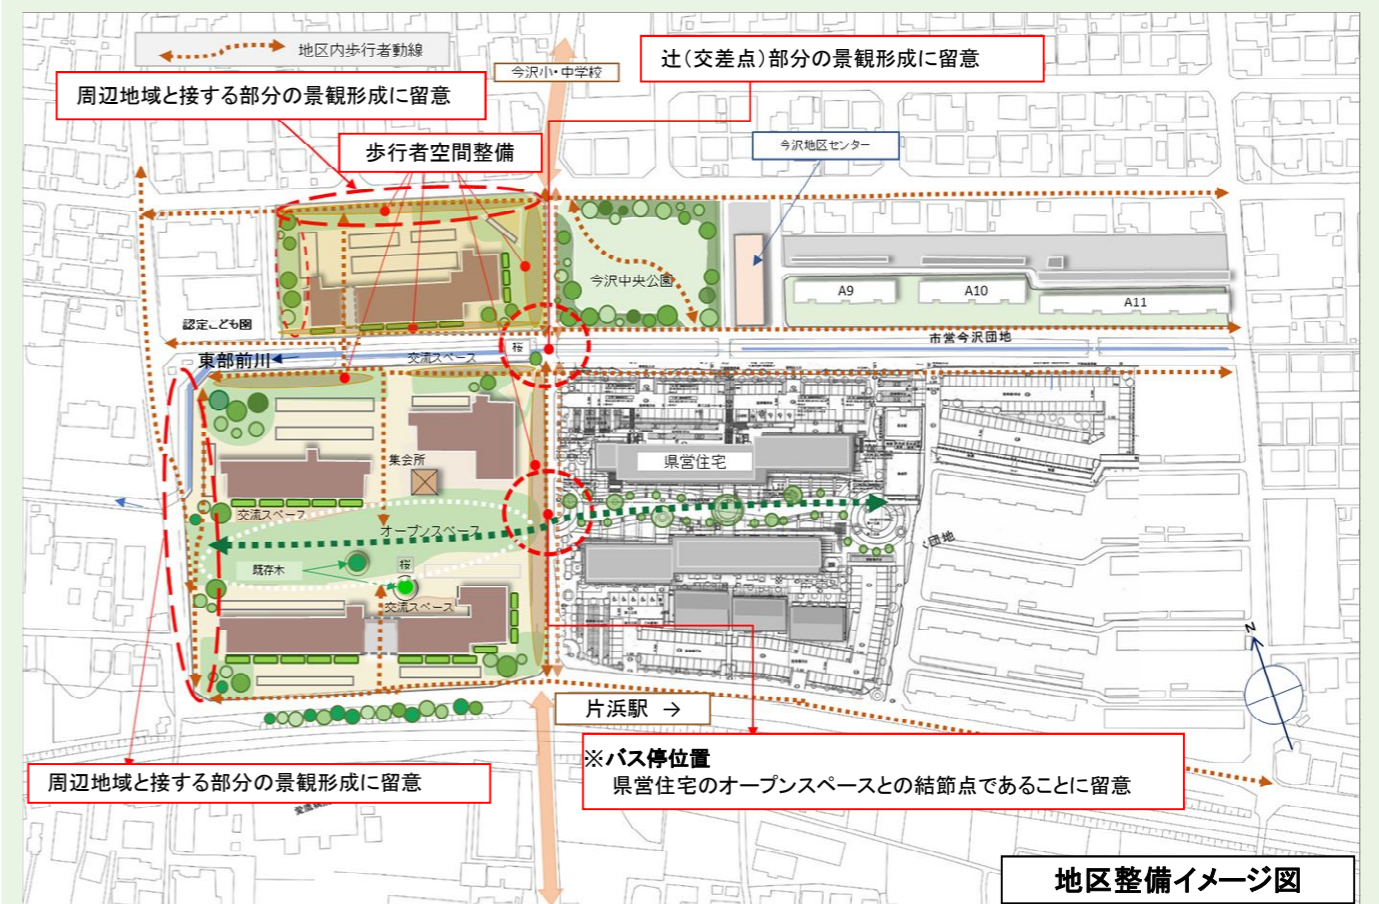 地区内歩行者動線
今沢小・中学校
辻(交差点)部分の景観形成に留意
周辺地域と接する部分の景観形成に留意
歩行者空間整備
今沢地区センター
今沢中央公園
A9
A10
A11
認定こども園
市営今沢団地
東部前川
交流スペース
桜
県営住宅
集会所
交流スペース
オープンスペース
団地
既存木
桜
交流スペース
N
片浜駅 →
※バス停位置
県営住宅のオープンスペースとの結節点であることに留意
周辺地域と接する部分の景観形成に留意
地区整備イメージ図